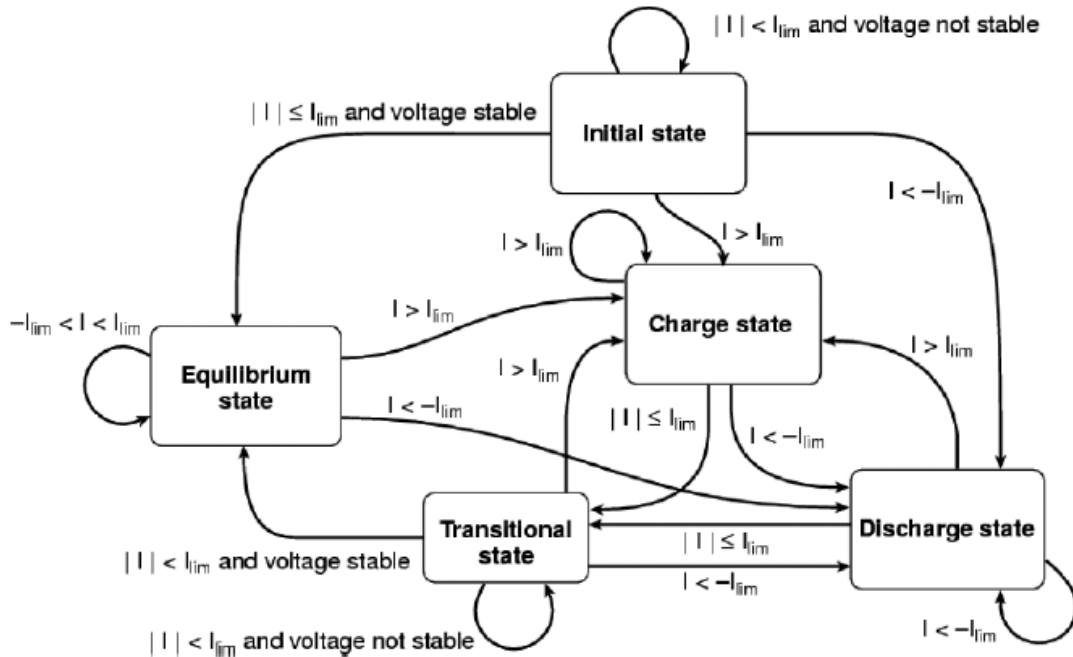 | I | < I_lim and voltage not stable
| I | ≤ I_lim and voltage stable
Initial state
I < –I_lim
I > I_lim
I > I_lim
–I_lim < I < I_lim
I > I_lim
Charge state
Equilibrium
state
I > I_lim
I > I_lim
I < –I_lim
| I | ≤ I_lim
I < –I_lim
Transitional
state
Discharge state
| I | ≤ I_lim
| I | < I_lim and voltage stable
I < –I_lim
I < –I_lim
| I | < I_lim and voltage not stable